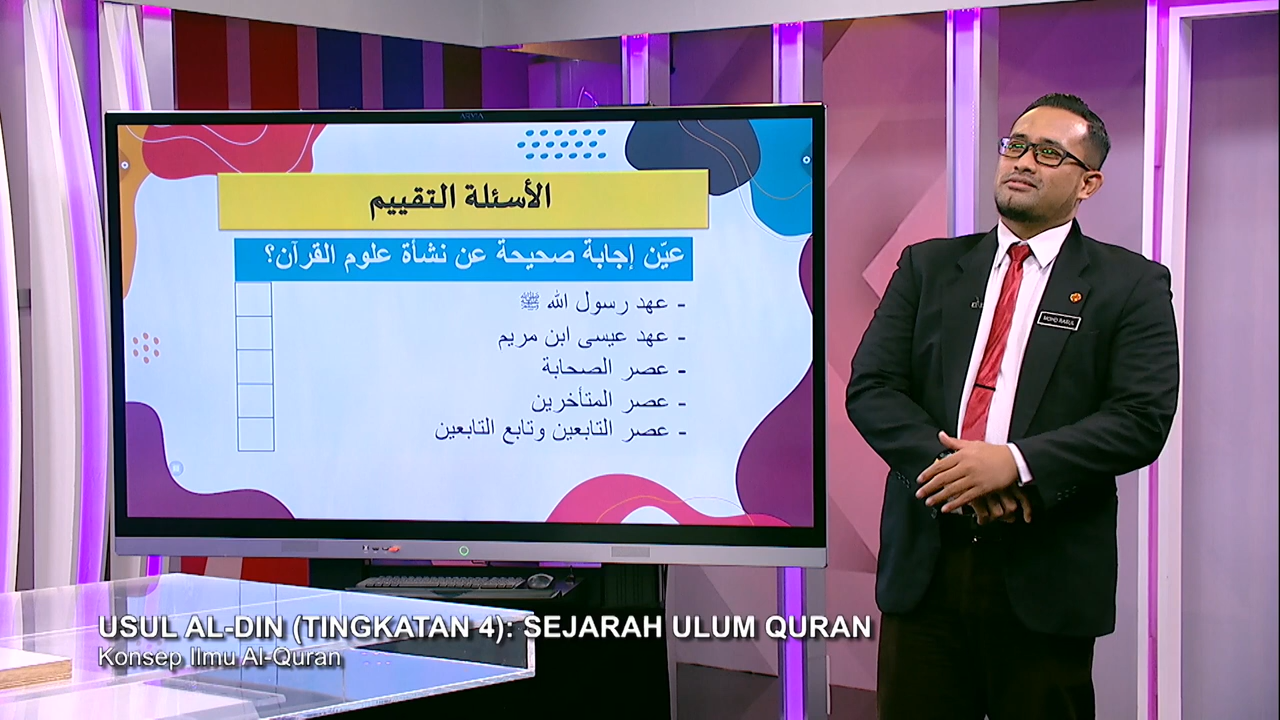 الأسئلة التقييم
عيّن إجابة صحيحة عن نشأة علوم القرآن؟
- عهد رسول الله ﷺ
- عهد عيسى ابن مريم
- عصر الصحابة
- عصر المتأخرين
- عصر التابعين وتابع التابعين
USUL AL-DIN (TINGKATAN 4): SEJARAH ULUM QURAN
Konsep Ilmu Al-Quran